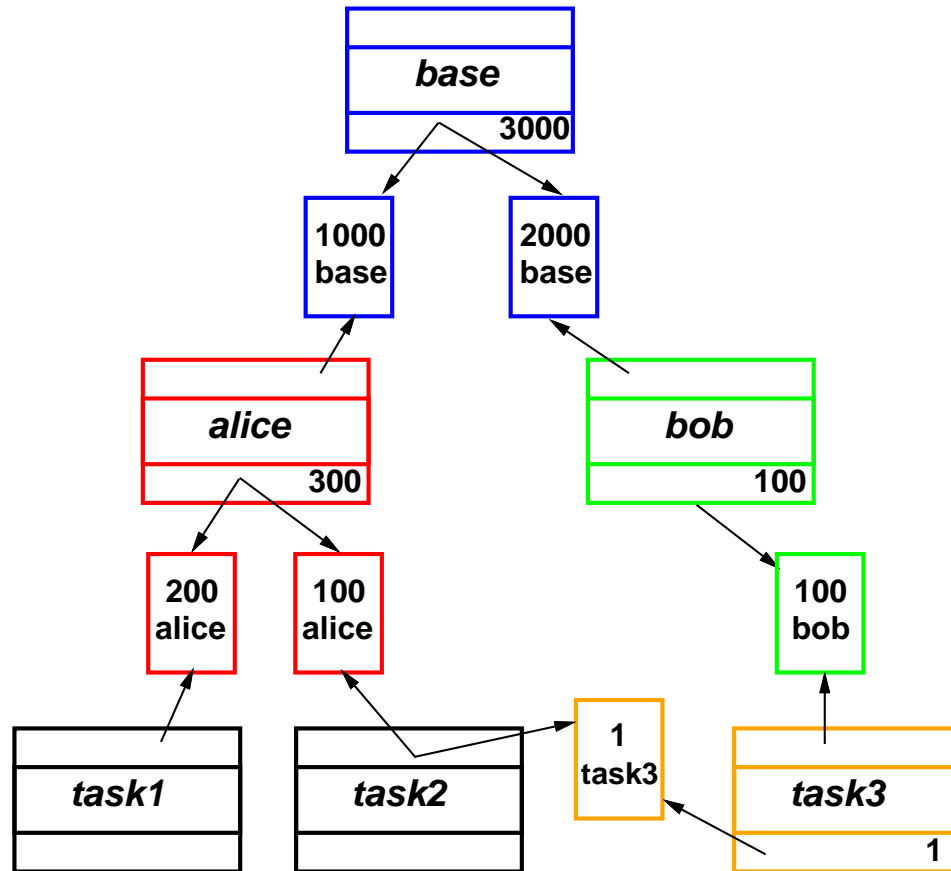 base
3000
1000
base
2000
base
alice
300
bob
100
200
alice
100
alice
100
bob
1
task3
task1
task2
task3
1